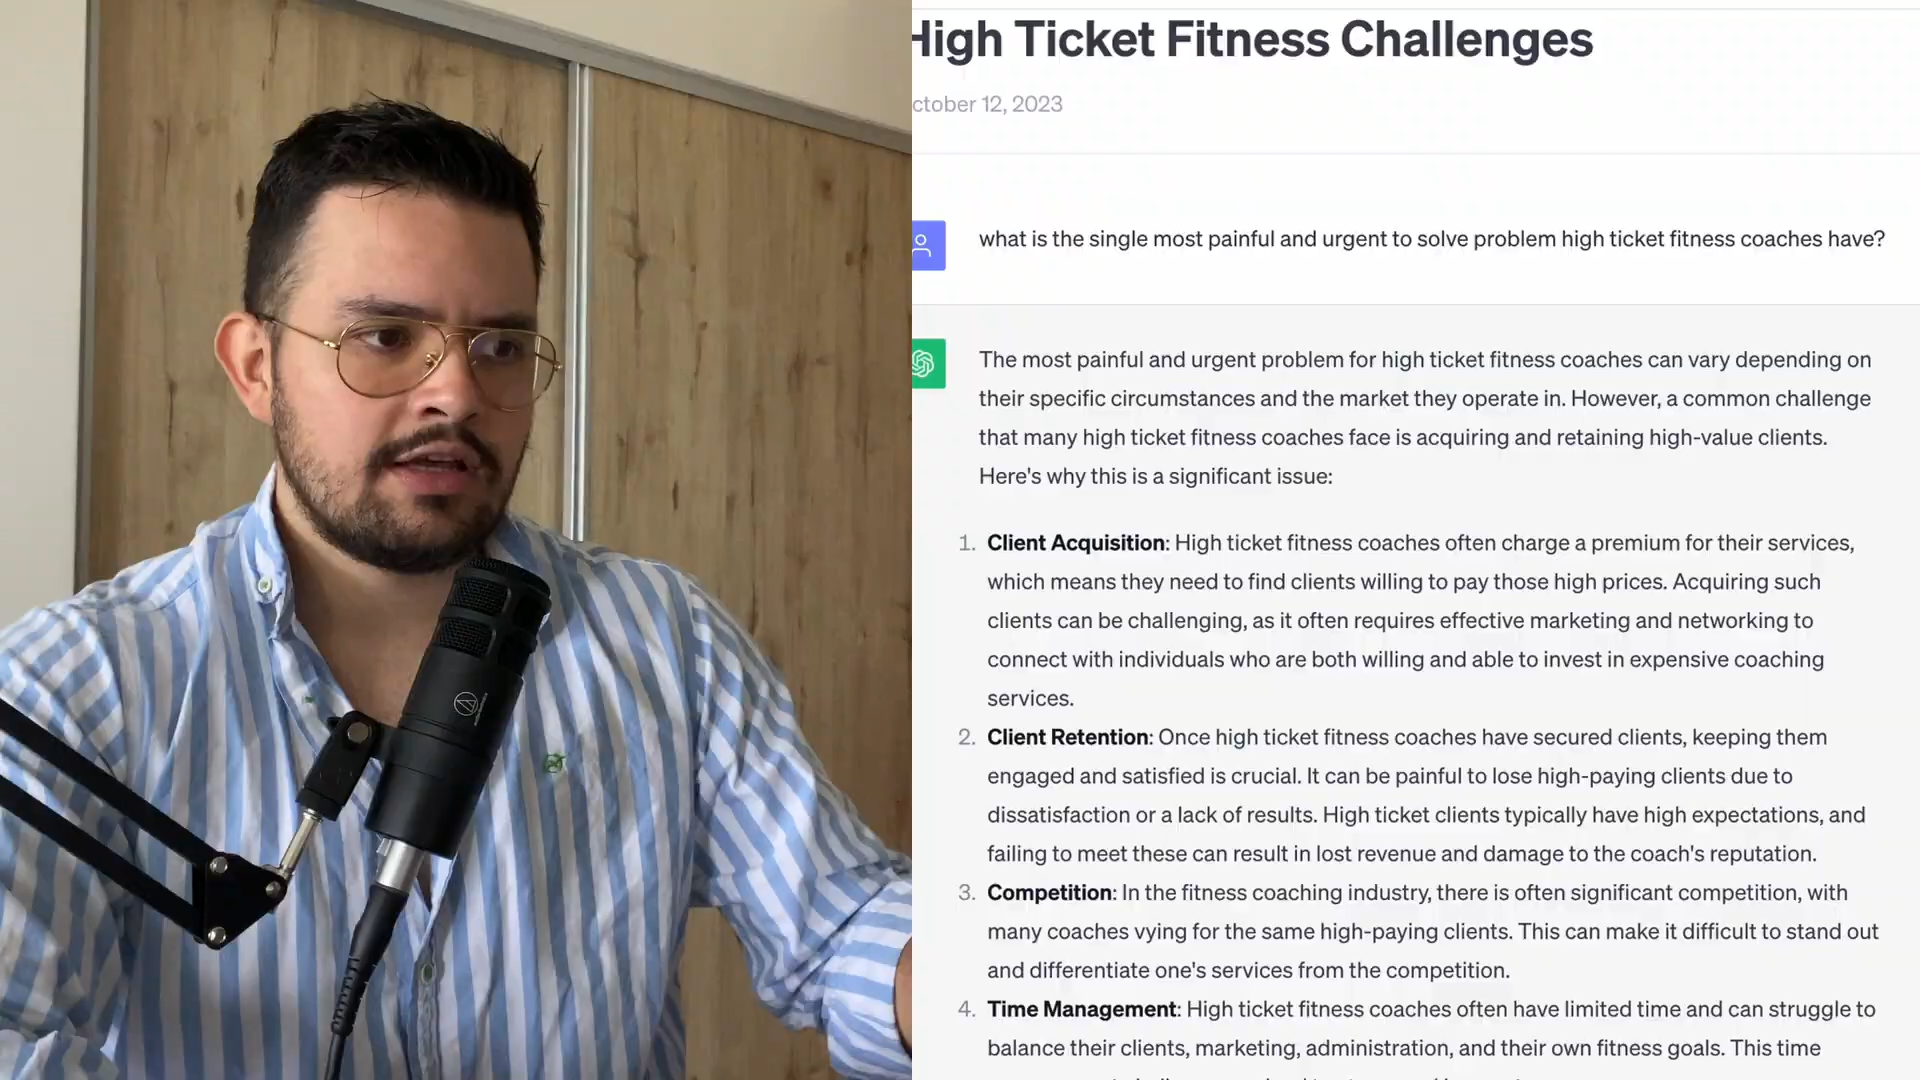 High Ticket Fitness Challenges
ctober 12, 2023
what is the single most painful and urgent to solve problem high ticket fitness coaches have?
The most painful and urgent problem for high ticket fitness coaches can vary depending on
their specific circumstances and the market they operate in. However, a common challenge
that many high ticket fitness coaches face is acquiring and retaining high-value clients.
Here's why this is a significant issue:
1. Client Acquisition: High ticket fitness coaches often charge a premium for their services,
which means they need to find clients willing to pay those high prices. Acquiring such
clients can be challenging, as it often requires effective marketing and networking to
connect with individuals who are both willing and able to invest in expensive coaching
services.
2. Client Retention: Once high ticket fitness coaches have secured clients, keeping them
engaged and satisfied is crucial. It can be painful to lose high-paying clients due to
dissatisfaction or a lack of results. High ticket clients typically have high expectations, and
failing to meet these can result in lost revenue and damage to the coach's reputation.
3. Competition: In the fitness coaching industry, there is often significant competition, with
many coaches vying for the same high-paying clients. This can make it difficult to stand out
and differentiate one's services from the competition.
4. Time Management: High ticket fitness coaches often have limited time and can struggle to
balance their clients, marketing, administration, and their own fitness goals. This time